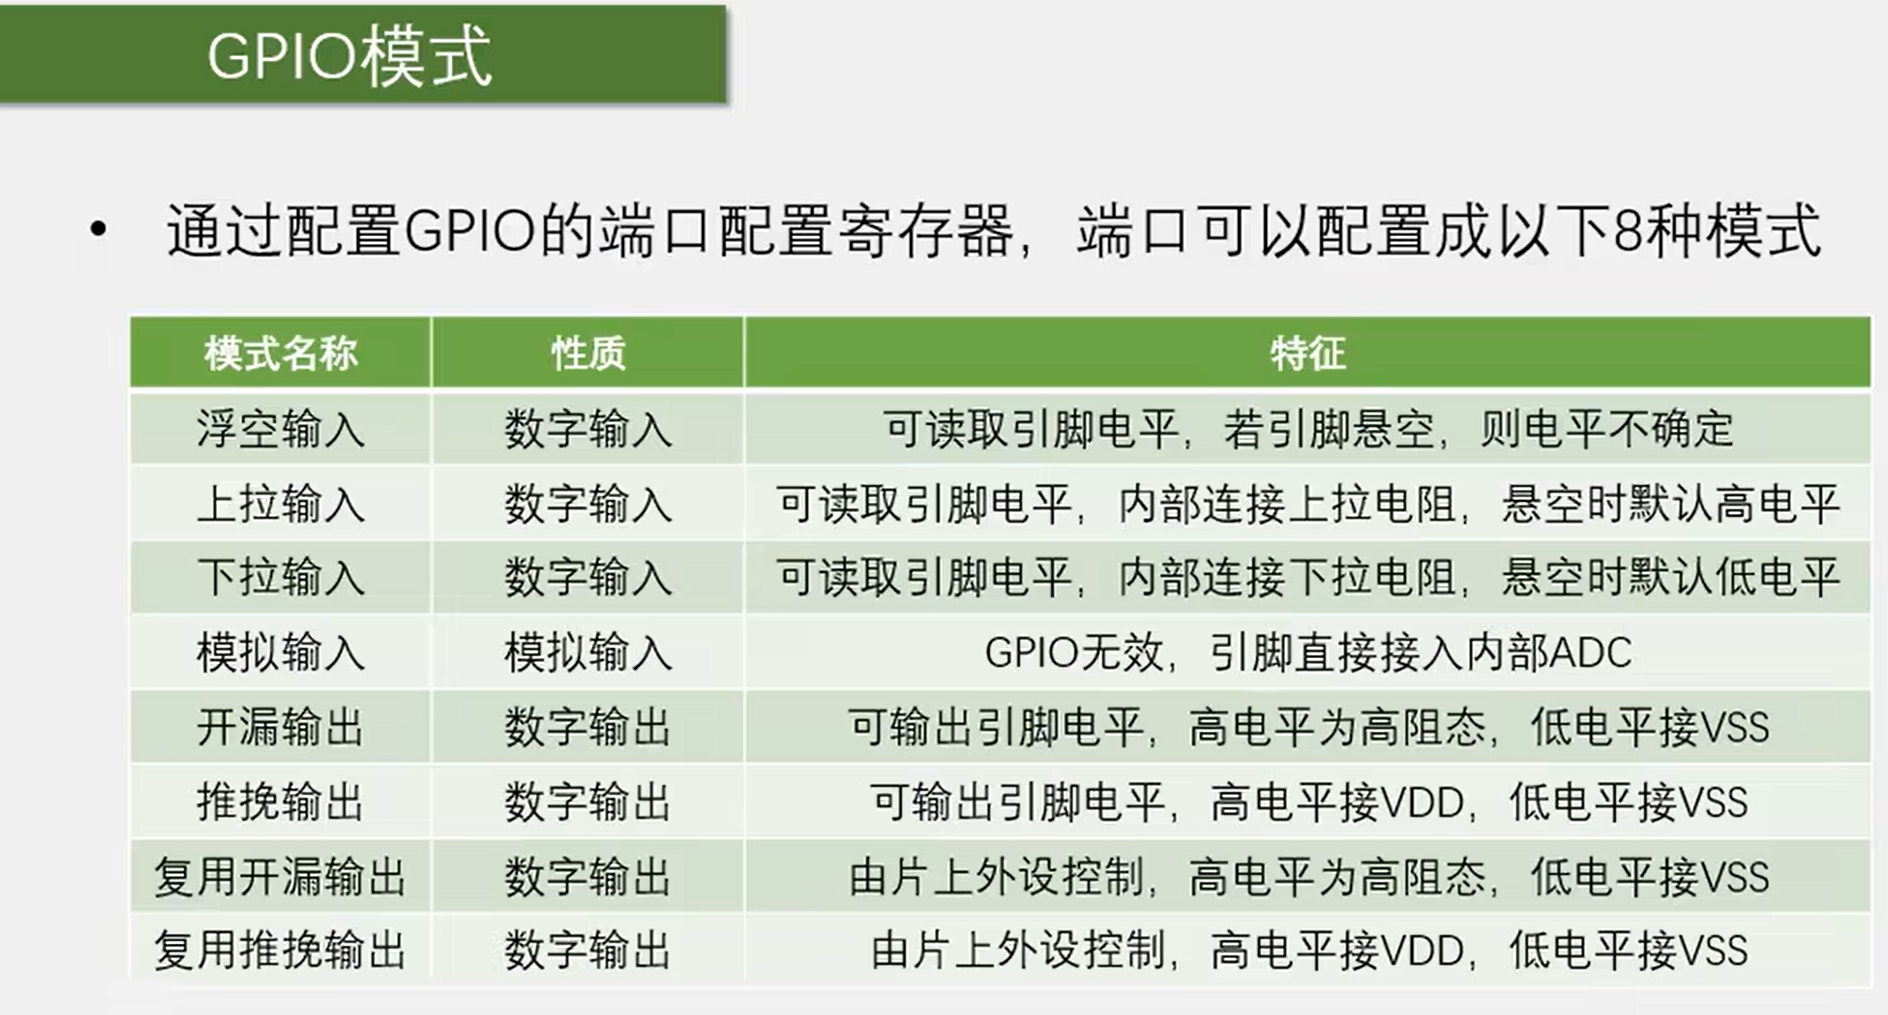 GPIO模式
• 通过配置GPIO的端口配置寄存器，端口可以配置成以下8种模式
模式名称 性质 特征
浮空输入 数字输入 可读取引脚电平，若引脚悬空，则电平不确定
上拉输入 数字输入 可读取引脚电平，内部连接上拉电阻，悬空时默认高电平
下拉输入 数字输入 可读取引脚电平，内部连接下拉电阻，悬空时默认低电平
模拟输入 模拟输入 GPIO无效，引脚直接接入内部ADC
开漏输出 数字输出 可输出引脚电平，高电平为高阻态，低电平接VSS
推挽输出 数字输出 可输出引脚电平，高电平接VDD，低电平接VSS
复用开漏输出 数字输出 由片上外设控制，高电平为高阻态，低电平接VSS
复用推挽输出 数字输出 由片上外设控制，高电平接VDD，低电平接VSS